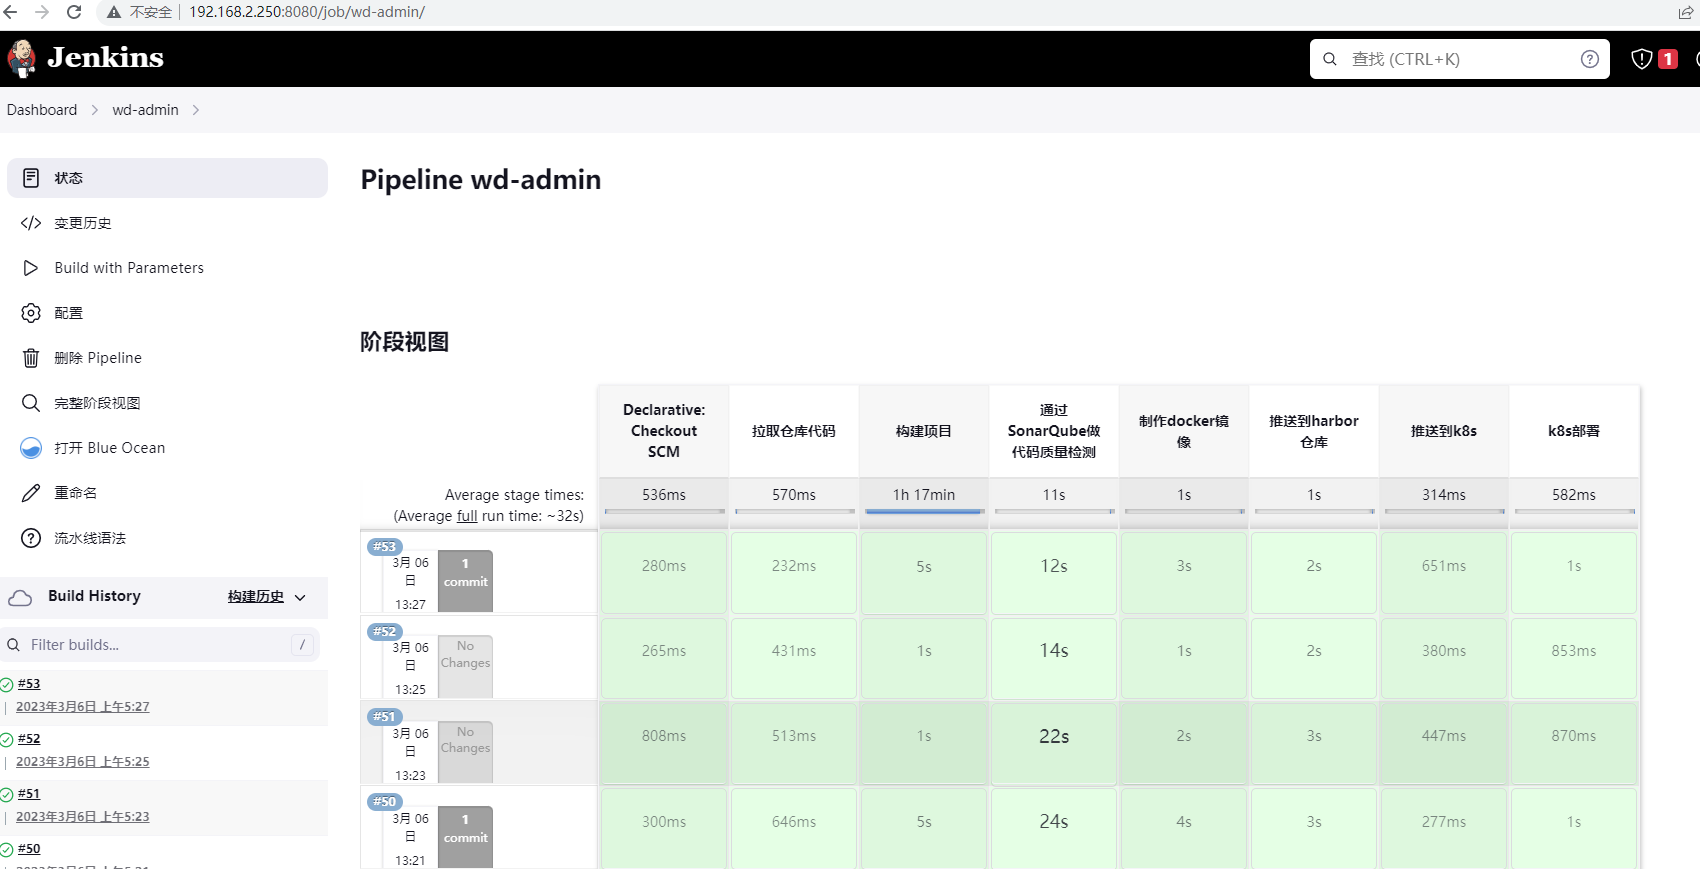 不安全
192.168.2.250:8080/job/wd-admin/
Jenkins
查找 (CTRL+K)
1
Dashboard
wd-admin
状态
变更历史
Build with Parameters
配置
删除 Pipeline
完整阶段视图
打开 Blue Ocean
重命名
流水线语法
Build History
构建历史
Filter builds...
/
#53
2023年3月6日 上午5:27
#52
2023年3月6日 上午5:25
#51
2023年3月6日 上午5:23
#50
Pipeline wd-admin
阶段视图
Declarative:
Checkout
SCM
拉取仓库代码
构建项目
通过
SonarQube做
代码质量检测
制作docker镜
像
推送到harbor
仓库
推送到k8s
k8s部署
Average stage times:
(Average full run time: ~32s)
536ms
570ms
1h 17min
11s
1s
1s
314ms
582ms
#53
3月 06
日
13:27
1
commit
280ms
232ms
5s
12s
3s
2s
651ms
1s
#52
3月 06
日
13:25
No
Changes
265ms
431ms
1s
14s
1s
2s
380ms
853ms
#51
3月 06
日
13:23
No
Changes
808ms
513ms
1s
22s
2s
3s
447ms
870ms
#50
3月 06
日
13:21
1
commit
300ms
646ms
5s
24s
4s
3s
277ms
1s